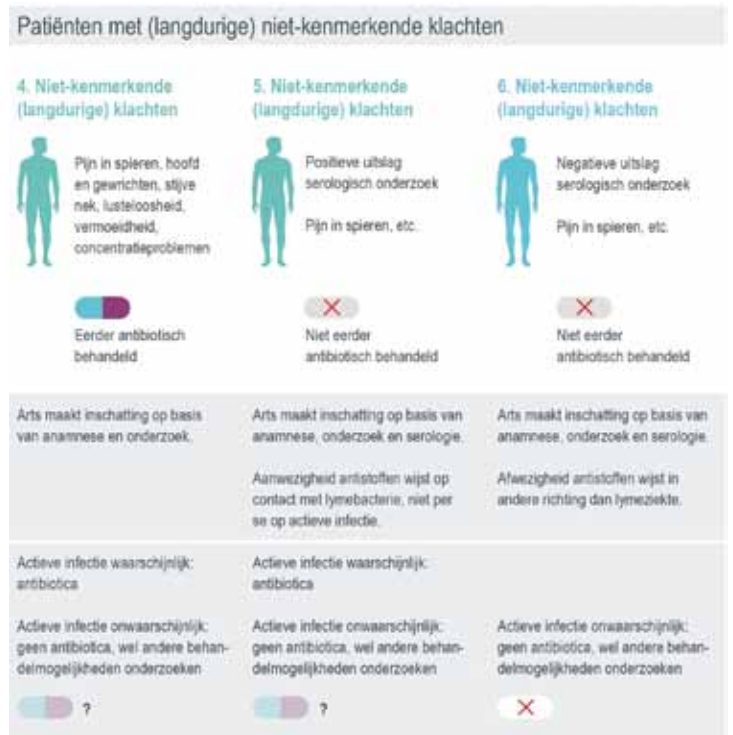 Patiënten met (langdurige) niet-kenmerkende klachten
4. Niet-kenmerkende
(langdurige) klachten
Pijn in spieren, hoofd
en gewrichten, stijve
nek, lusteloosheid,
vermoeidheid,
concentratieproblemen
Eerder antibiotisch
behandeld
Arts maakt inschatting op basis
van anamnese en onderzoek.
Actieve infectie waarschijnlijk:
antibiotica
Actieve infectie onwaarschijnlijk:
geen antibiotica, wel andere behan-
delmogelijkheden onderzoeken
?
5. Niet-kenmerkende
(langdurige) klachten
Positieve uitslag
serologisch onderzoek
Pijn in spieren, etc.
Niet eerder
antibiotisch behandeld
Arts maakt inschatting op basis van
anamnese, onderzoek en serologie.
Aanwezigheid antistoffen wijst op
contact met lymebacterie, niet per
se op actieve infectie.
Actieve infectie waarschijnlijk:
antibiotica
Actieve infectie onwaarschijnlijk:
geen antibiotica, wel andere behan-
delmogelijkheden onderzoeken
?
6. Niet-kenmerkende
(langdurige) klachten
Negatieve uitslag
serologisch onderzoek
Pijn in spieren, etc.
Niet eerder
antibiotisch behandeld
Arts maakt inschatting op basis van
anamnese, onderzoek en serologie.
Afwezigheid antistoffen wijst in
andere richting dan lymeziekte.
Actieve infectie onwaarschijnlijk:
geen antibiotica, wel andere behan-
delmogelijkheden onderzoeken